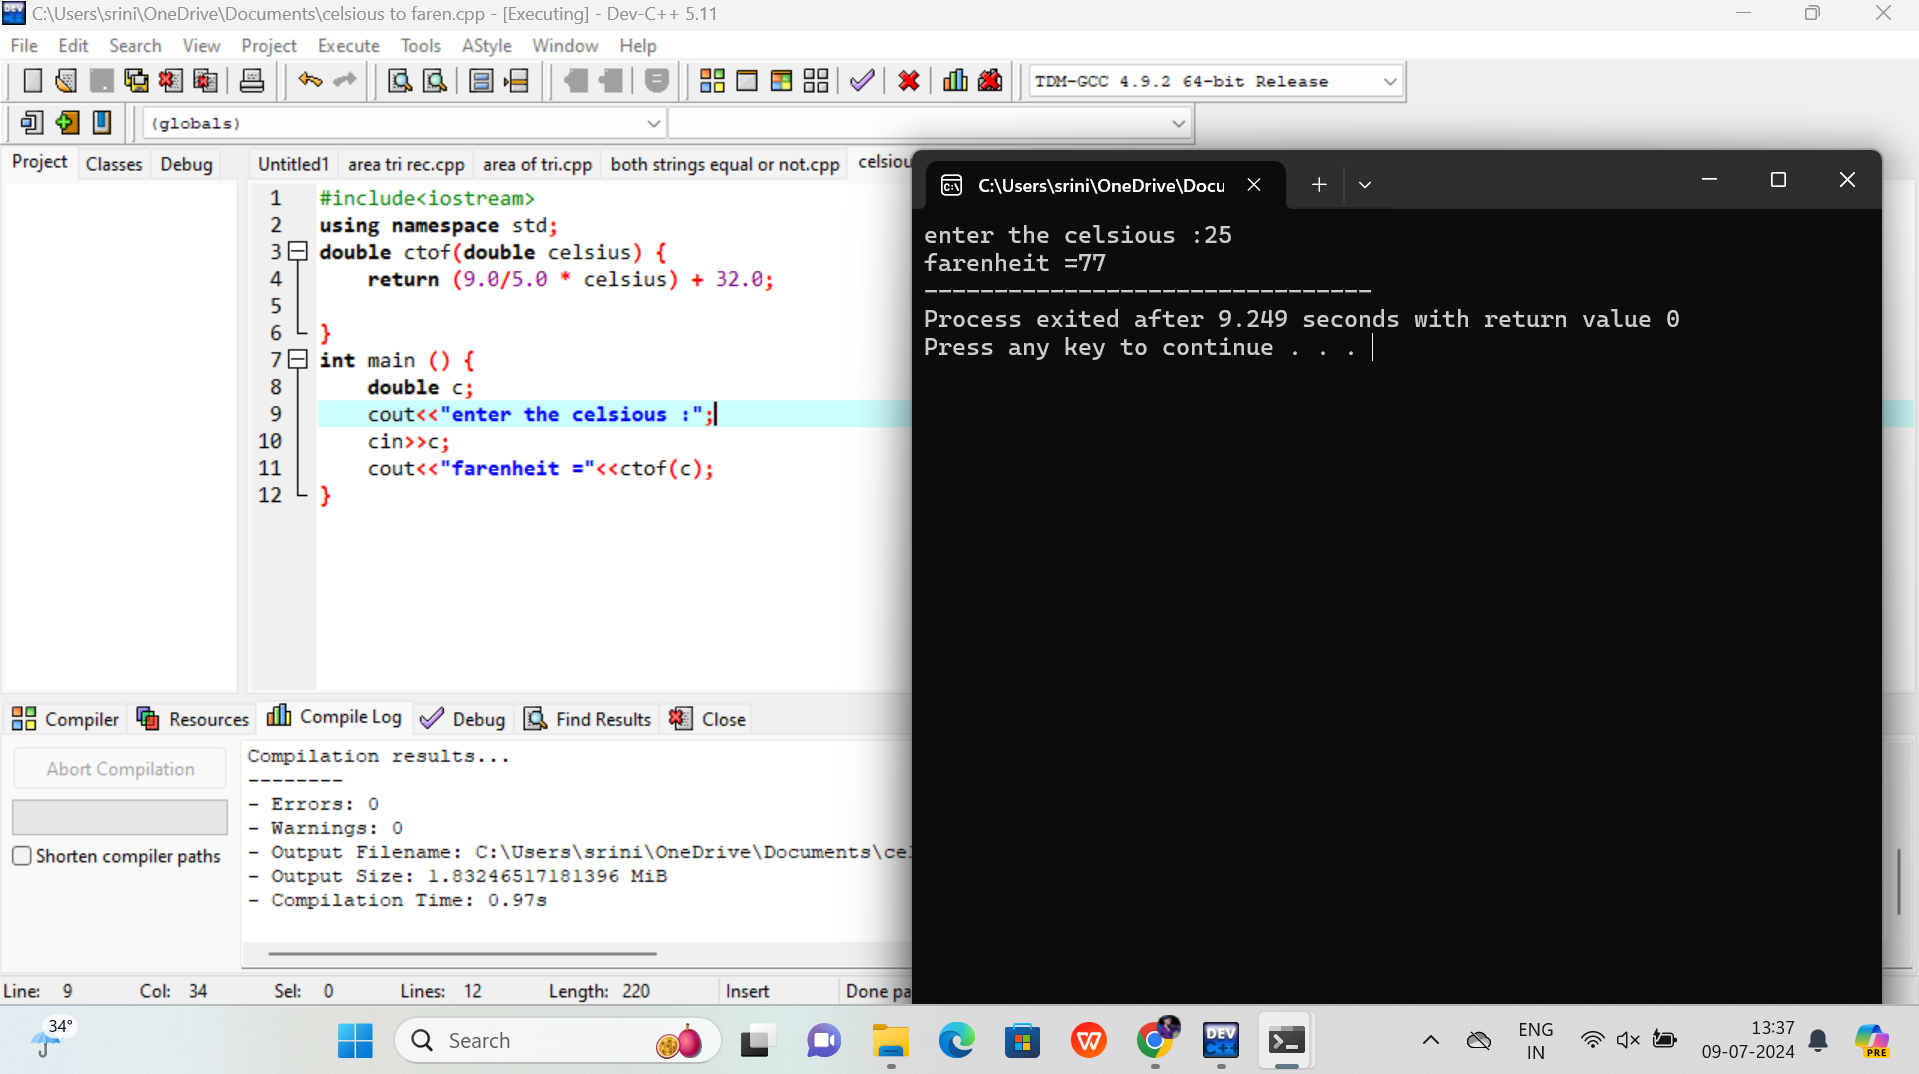 C:\Users\srini\OneDrive\Documents\celsious to faren.cpp - [Executing] - Dev-C++ 5.11
File Edit Search View Project Execute Tools AStyle Window Help
TDM-GCC 4.9.2 64-bit Release
(globals)
Project Classes Debug
Untitled1 area tri rec.cpp area of tri.cpp both strings equal or not.cpp celsiou
1 #include<iostream>
2 using namespace std;
3 double ctof(double celsius) {
4 return (9.0/5.0 * celsius) + 32.0;
5
6 }
7 int main () {
8 double c;
9 cout<<"enter the celsious :";
10 cin>>c;
11 cout<<"farenheit ="<<ctof(c);
12 }
C:\Users\srini\OneDrive\Docu
enter the celsious :25
farenheit =77
--------------------------------
Process exited after 9.249 seconds with return value 0
Press any key to continue . . .
Compiler Resources Compile Log Debug Find Results Close
Abort Compilation
Shorten compiler paths
Compilation results...
--------
- Errors: 0
- Warnings: 0
- Output Filename: C:\Users\srini\OneDrive\Documents\cel
- Output Size: 1.83246517181396 MiB
- Compilation Time: 0.97s
Line: 9 Col: 34 Sel: 0 Lines: 12 Length: 220 Insert Done pa
34°
Search
DEV C++
ENG
IN
13:37
09-07-2024
PRE